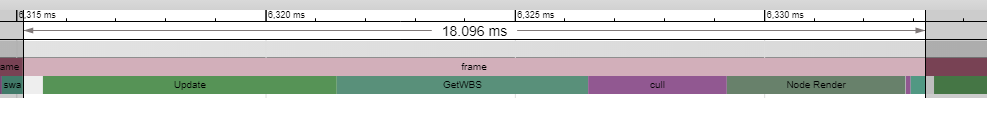 6,315 ms 6,320 ms 6,325 ms 6,330 ms
18.096 ms
ame frame
swa Update GetWBS cull Node Render